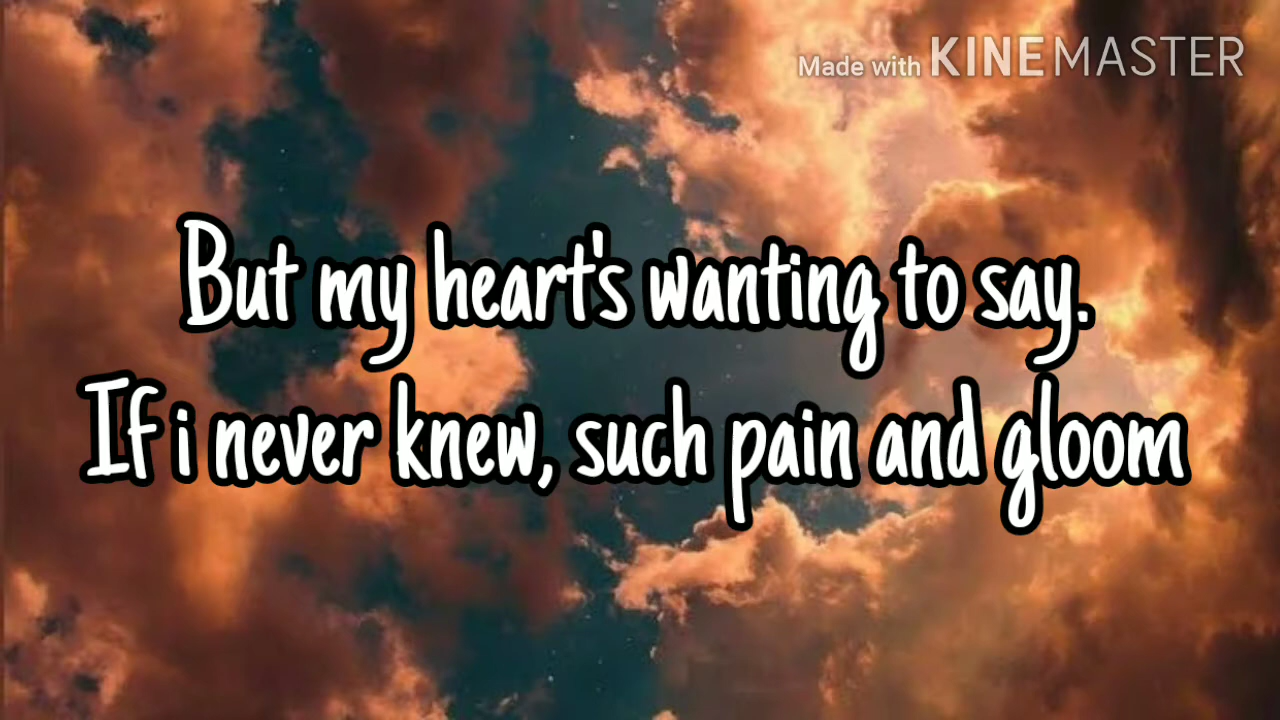 Made with KINEMASTER
But my heart's wanting to say.
If i never knew, such pain and gloom